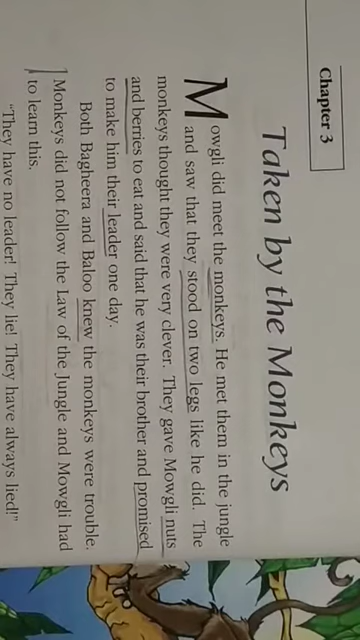 Chapter 3
Taken by the Monkeys
Mowgli did meet the monkeys. He met them in the jungle
and saw that they stood on two legs like he did. The
monkeys thought they were very clever. They gave Mowgli nuts
and berries to eat and said that he was their brother and promised
to make him their leader one day.
Both Bagheera and Baloo knew the monkeys were trouble.
Monkeys did not follow the Law of the Jungle and Mowgli had
to learn this.
“They have no leader! They lie! They have always lied!”